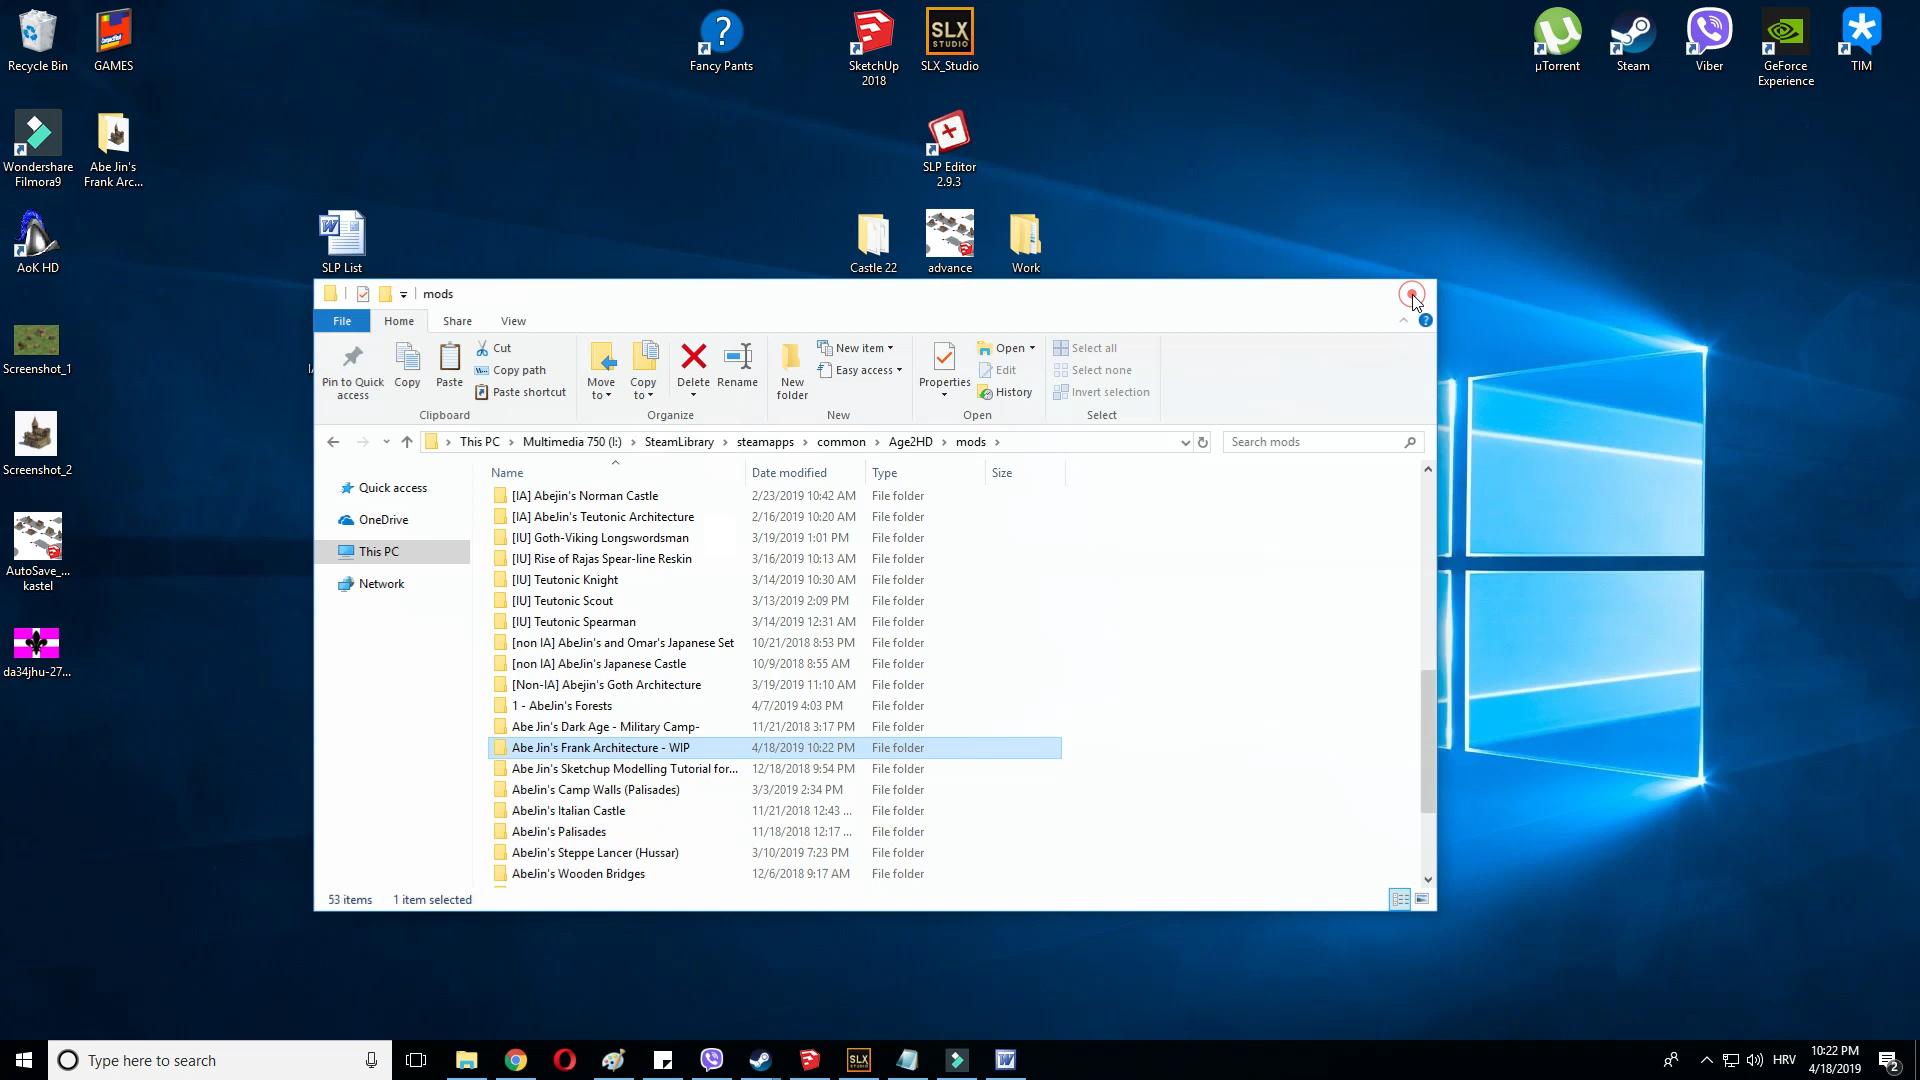 Recycle Bin
GAMES
Fancy Pants
SketchUp
2018
SLX
STUDIO
SLX_Studio
µTorrent
Steam
Viber
GeForce
Experience
TIM
Wondershare
Filmora9
Abe Jin's
Frank Arc...
SLP Editor
2.9.3
AoK HD
SLP List
Castle 22
advance
Work
Screenshot_1
Screenshot_2
AutoSave_...
kastel
da34jhu-27...
mods
File
Home
Share
View
Pin to Quick
access
Copy
Paste
Cut
Copy path
Paste shortcut
Clipboard
Move
to
Copy
to
Delete
Rename
Organize
New
folder
New item
Easy access
New
Properties
Open
Edit
History
Open
Select all
Select none
Invert selection
Select
This PC > Multimedia 750 (I:) > SteamLibrary > steamapps > common > Age2HD > mods >
Search mods
Quick access
OneDrive
This PC
Network
Name Date modified Type Size
[IA] Abejin's Norman Castle 2/23/2019 10:42 AM File folder
[IA] AbeJin's Teutonic Architecture 2/16/2019 10:20 AM File folder
[IU] Goth-Viking Longswordsman 3/19/2019 1:01 PM File folder
[IU] Rise of Rajas Spear-line Reskin 3/16/2019 10:13 AM File folder
[IU] Teutonic Knight 3/14/2019 10:30 AM File folder
[IU] Teutonic Scout 3/13/2019 2:09 PM File folder
[IU] Teutonic Spearman 3/14/2019 12:31 AM File folder
[non IA] AbeJin's and Omar's Japanese Set 10/21/2018 8:53 PM File folder
[non IA] AbeJin's Japanese Castle 10/9/2018 8:55 AM File folder
[Non-IA] Abejin's Goth Architecture 3/19/2019 11:10 AM File folder
1 - AbeJin's Forests 4/7/2019 4:03 PM File folder
Abe Jin's Dark Age - Military Camp- 11/21/2018 3:17 PM File folder
Abe Jin's Frank Architecture - WIP 4/18/2019 10:22 PM File folder
Abe Jin's Sketchup Modelling Tutorial for... 12/18/2018 9:54 PM File folder
AbeJin's Camp Walls (Palisades) 3/3/2019 2:34 PM File folder
AbeJin's Italian Castle 11/21/2018 12:43 ... File folder
AbeJin's Palisades 11/18/2018 12:17 ... File folder
AbeJin's Steppe Lancer (Hussar) 3/10/2019 7:23 PM File folder
AbeJin's Wooden Bridges 12/6/2018 9:17 AM File folder
53 items 1 item selected
Type here to search
SLX
STUDIO
HRV
10:22 PM
4/18/2019
2